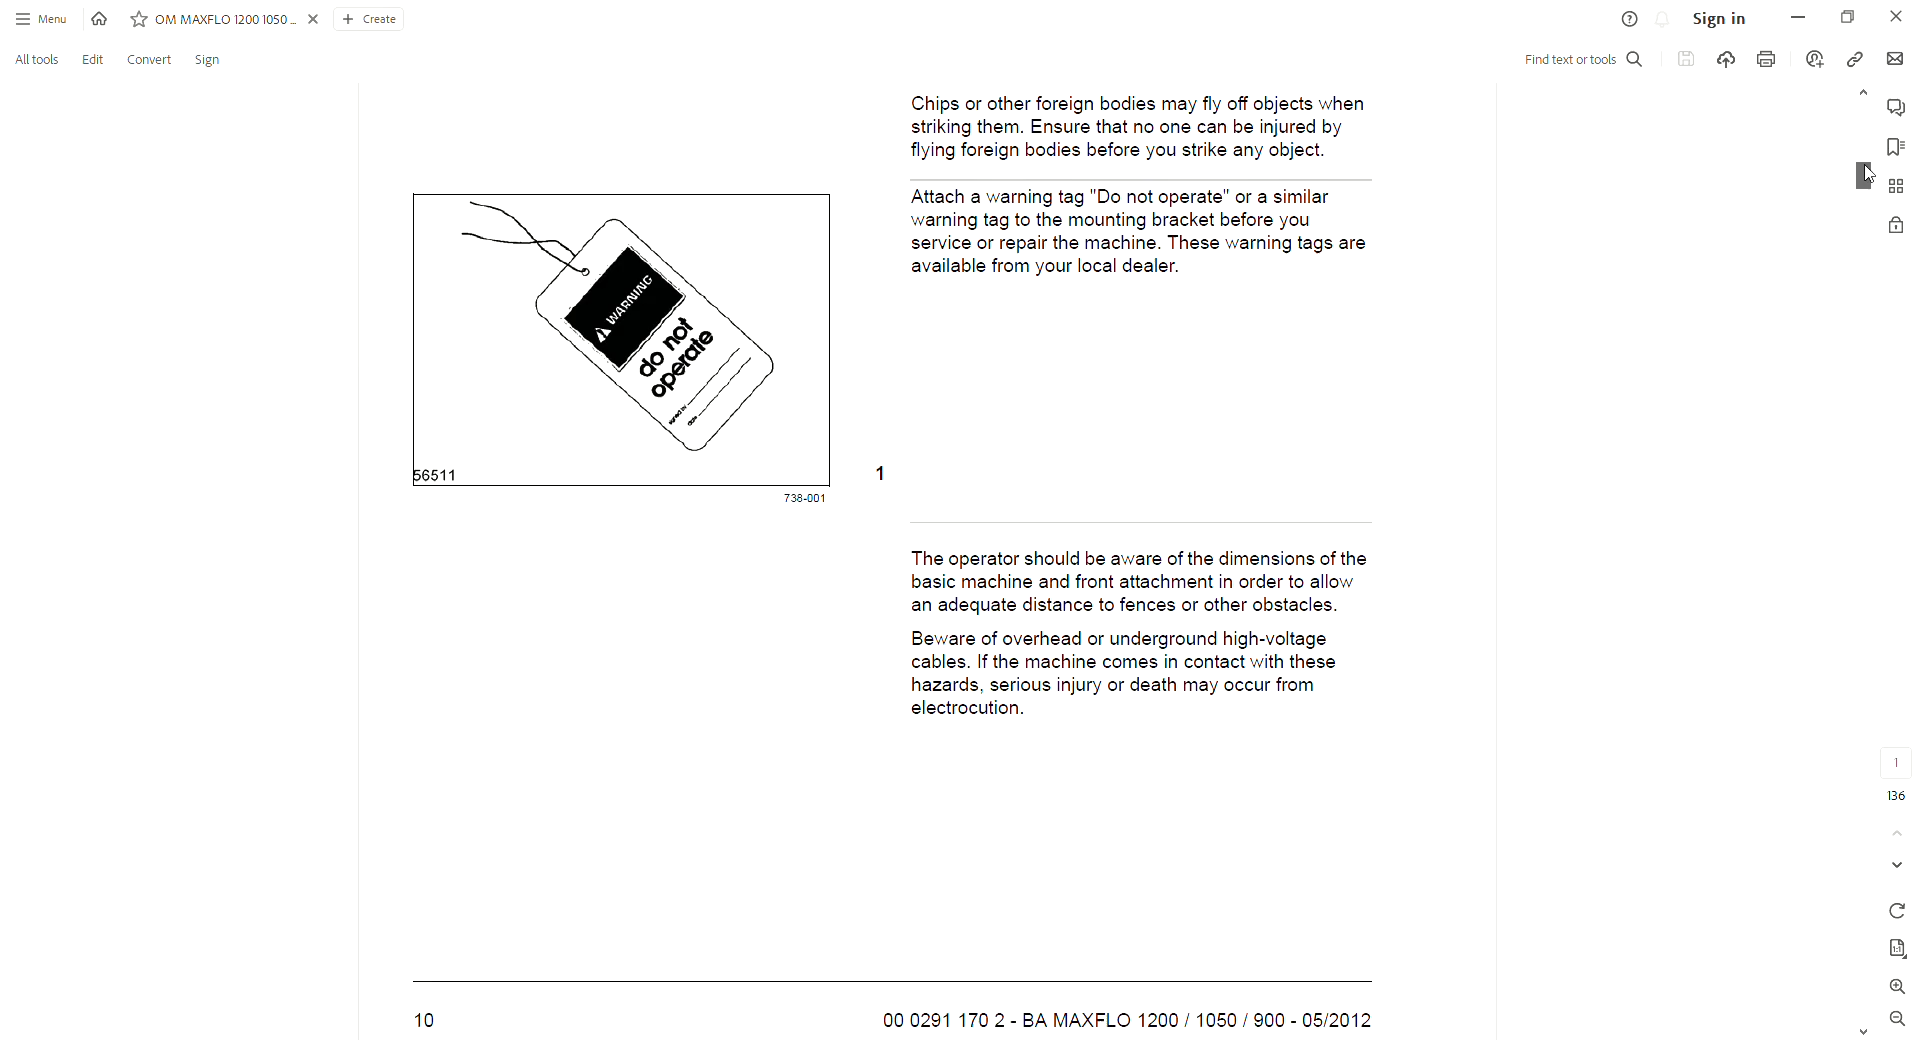 Menu
OM MAXFLO 1200 1050 ...
Create
Sign in
All tools
Edit
Convert
Sign
Find text or tools
Chips or other foreign bodies may fly off objects when
striking them. Ensure that no one can be injured by
flying foreign bodies before you strike any object.
WARNING
do not
operate
signed by
date
56511
738-001
1
Attach a warning tag "Do not operate" or a similar
warning tag to the mounting bracket before you
service or repair the machine. These warning tags are
available from your local dealer.
The operator should be aware of the dimensions of the
basic machine and front attachment in order to allow
an adequate distance to fences or other obstacles.
Beware of overhead or underground high-voltage
cables. If the machine comes in contact with these
hazards, serious injury or death may occur from
electrocution.
1
136
10
00 0291 170 2 - BA MAXFLO 1200 / 1050 / 900 - 05/2012